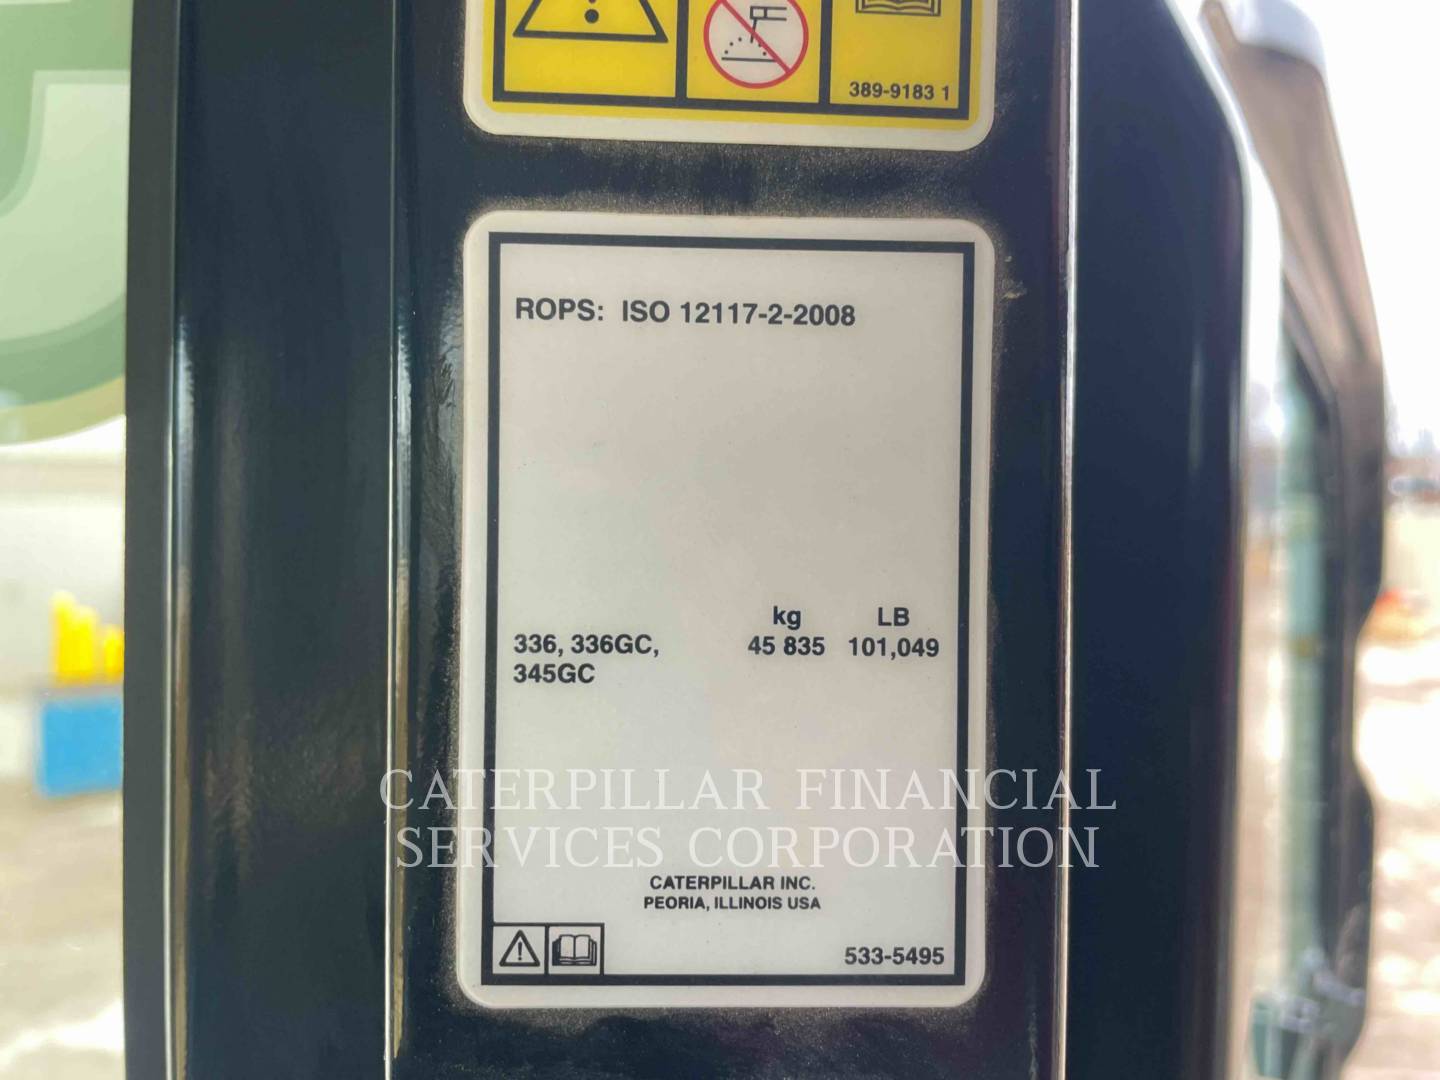 389-9183 1
ROPS: ISO 12117-2-2008
kg LB
336, 336GC, 45 835 101,049
345GC
CATERPILLAR FINANCIAL
SERVICES CORPORATION
CATERPILLAR INC.
PEORIA, ILLINOIS USA
533-5495